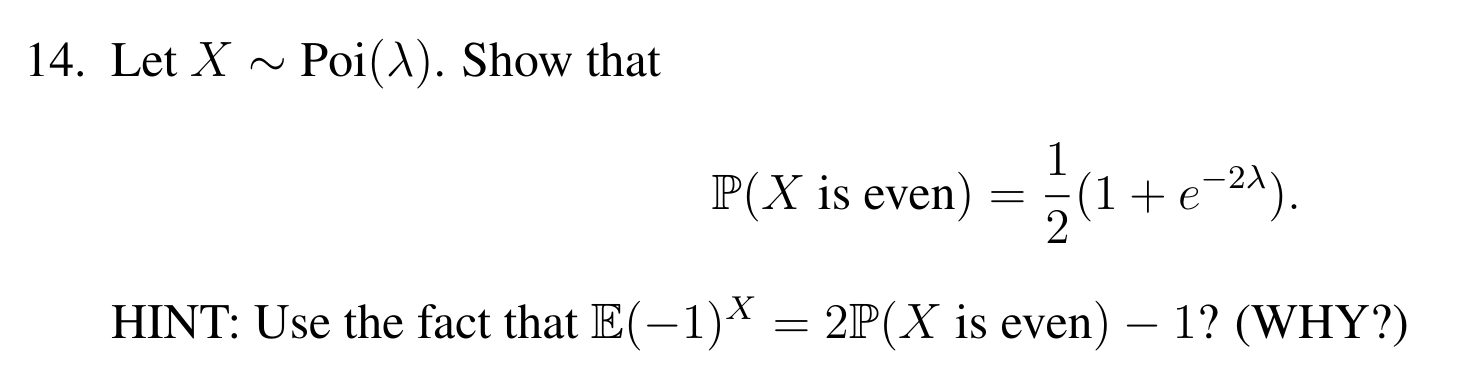 14. Let X ∼ Poi(λ). Show that
ℙ(X is even) = \frac{1}{2}(1 + e^{−2λ}).
HINT: Use the fact that 𝔼(−1)^X = 2ℙ(X is even) − 1? (WHY?)